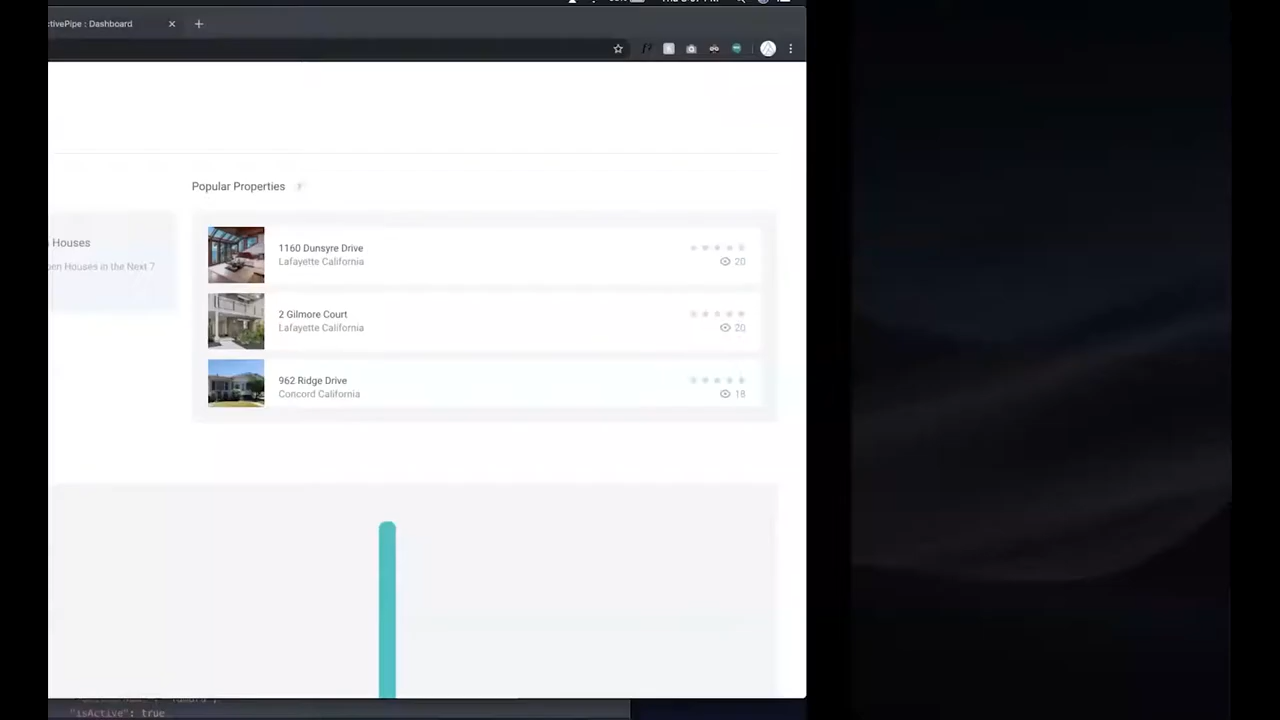 ctivePipe : Dashboard
Popular Properties ?
Houses
en Houses in the Next 7
1160 Dunsyre Drive
Lafayette California
20
2 Gilmore Court
Lafayette California
20
962 Ridge Drive
Concord California
18
"isActive": true